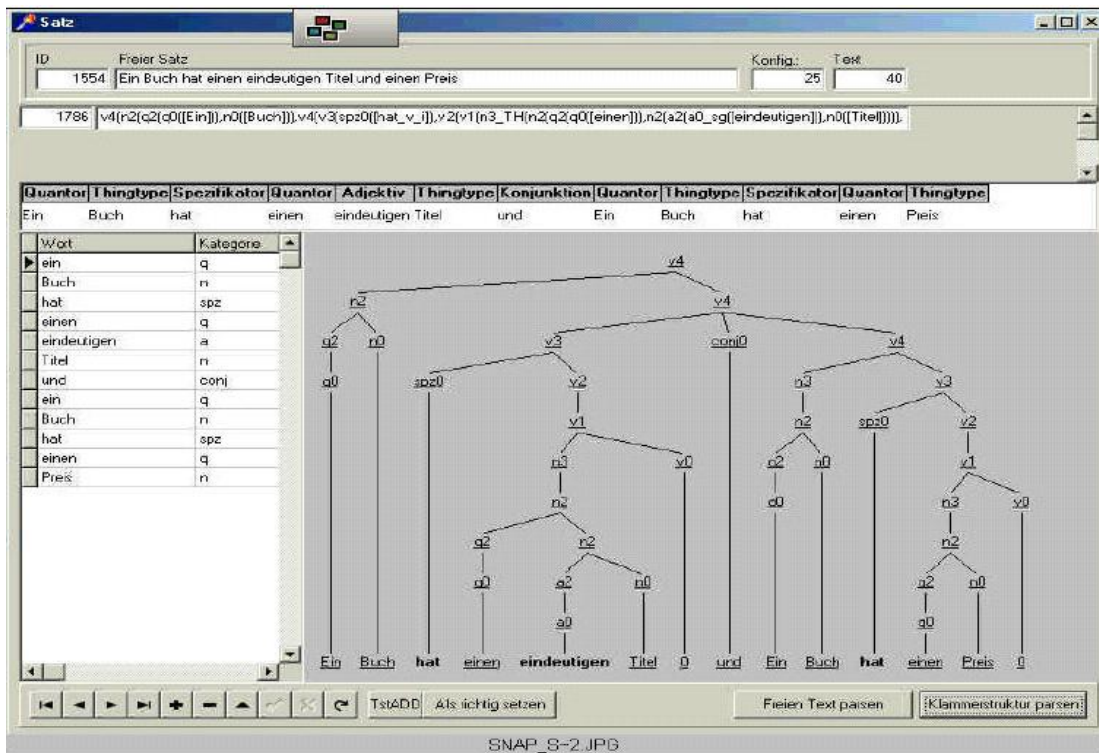 Satz
ID Freier Satz Konfig.: Text
1554 Ein Buch hat einen eindeutigen Titel und einen Preis 25 40
1786 v4(n2(q2(q0([Ein])),n0([Buch])),v4(v3(spz0([hat_v_i]),v2(v1(n3_TH(n2(q2(q0([einen])),n2(a2(a0_sg([eindeutigen])),n0([Titel])))),
Quantor Thingtype Spezifikator Quantor Adjektiv Thingtype Konjunktion Quantor Thingtype Spezifikator Quantor Thingtype
Ein Buch hat einen eindeutigen Titel und Ein Buch hat einen Preis
Wort Kategorie
ein q
Buch n
hat spz
einen q
eindeutigen a
Titel n
und conj
ein q
Buch n
hat spz
einen q
Preis n
v4
n2 v4
q2 n0 v3 conj0 v4
q0 spz0 v2 n3 v3
v1 n2 spz0 v2
n3 v0 q2 n0 v1
n2 q0 n3 v0
q2 n2 n2
q0 a2 n0 q2 n0
a0 q0
Ein Buch hat einen eindeutigen Titel 0 und Ein Buch hat einen Preis 0
TstADD Als richtig setzen Freien Text parsen Klammerstruktur parsen
SNAP_S-2.JPG